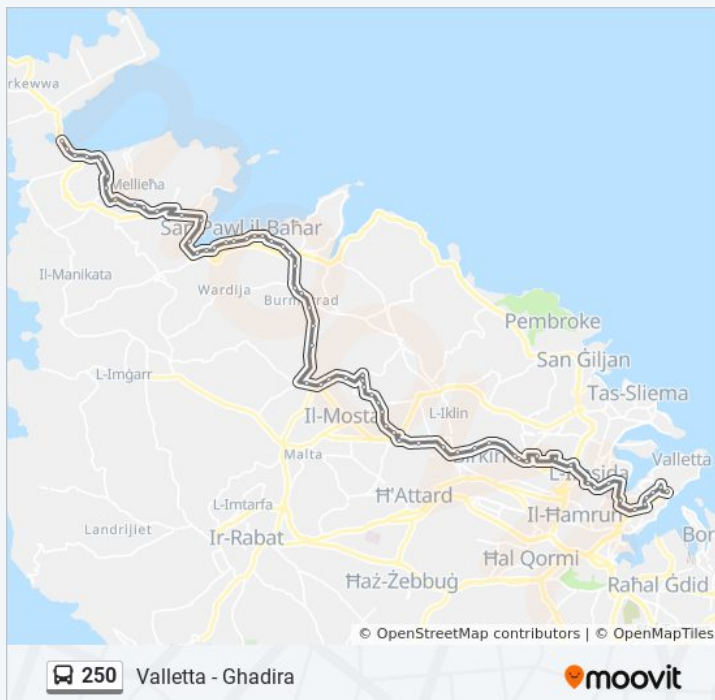 rkewwa
Mellieħa
San Pawl il-Baħar
Il-Manikata
Wardija
Pembroke
San Ġiljan
L-Imġarr
Tas-Sliema
L-Iklin
Il-Mosta
Malta
Valletta
Ħ'Attard
L-Imtarfa
Il-Ħamrun
Landrijiet
Ir-Rabat
Bor
Ħal Qormi
Ħaż-Żebbuġ
Raħal Ġdid
© OpenStreetMap contributors | © OpenMapTiles
250 Valletta - Ghadira
moovit